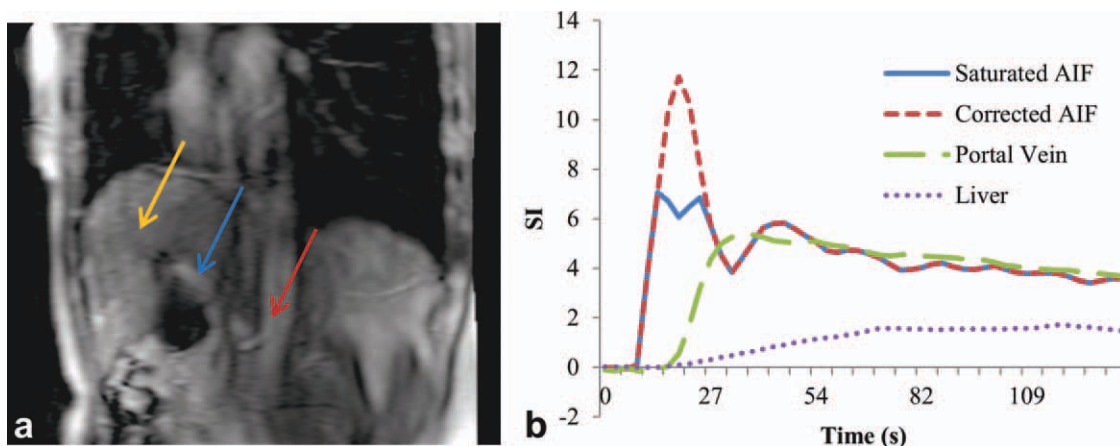 a
b
14
12
10
8
6
4
2
0
-2
SI
Saturated AIF
Corrected AIF
Portal Vein
Liver
0 27 54 82 109
Time (s)